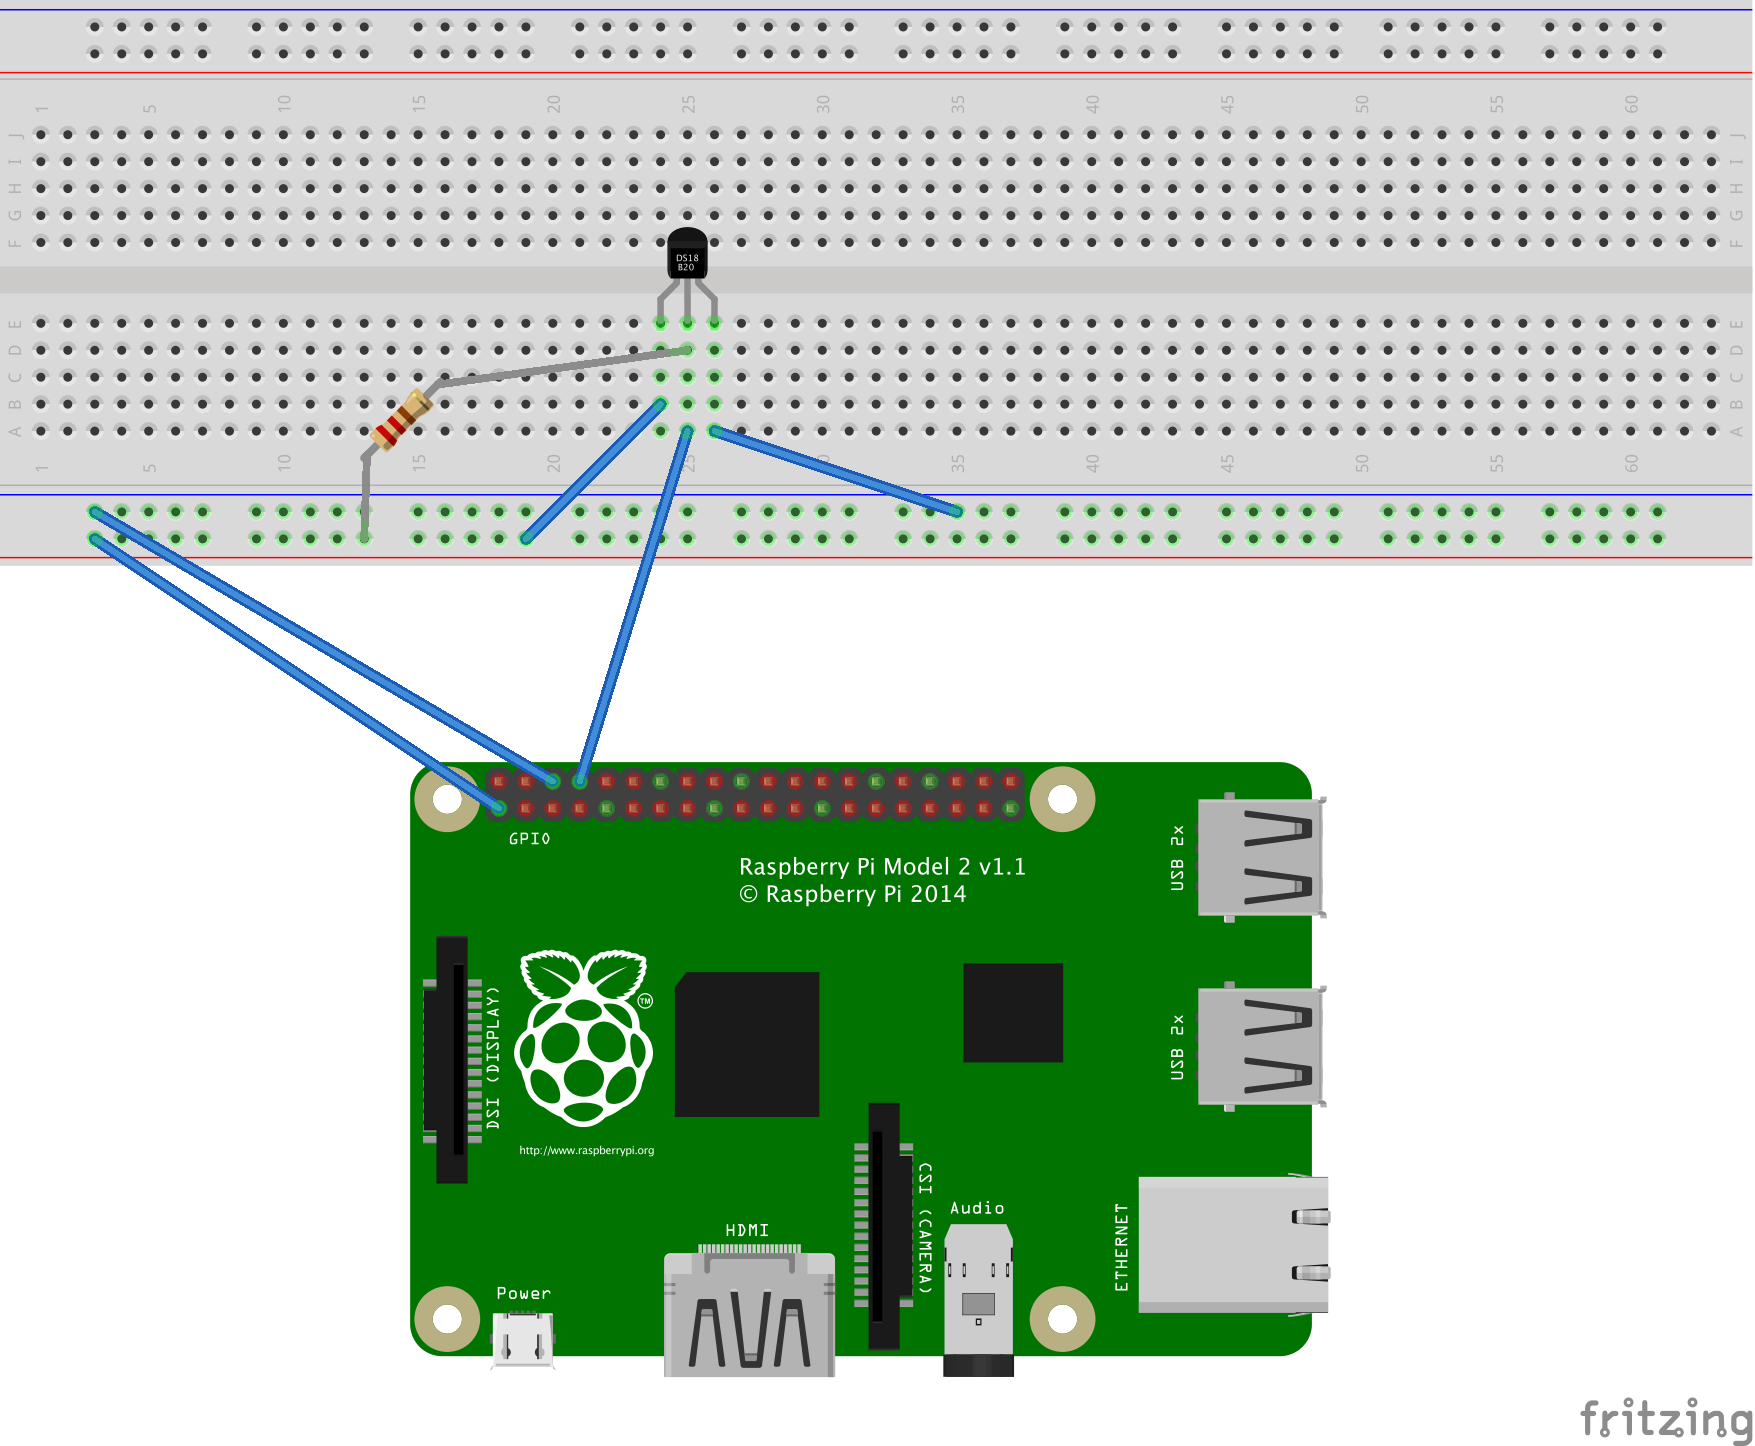 1 5 10 15 20 25 30 35 40 45 50 55 60
J J
I I
H H
G G
F F
DS18
B20
E E
D D
C C
B B
A A
1 5 10 15 20 25 30 35 40 45 50 55 60
GPIO
Raspberry Pi Model 2 v1.1
© Raspberry Pi 2014
USB 2x
DSI (DISPLAY)
TM
USB 2x
http://www.raspberrypi.org
CSI (CAMERA)
Audio
ETHERNET
HDMI
Power
fritzing